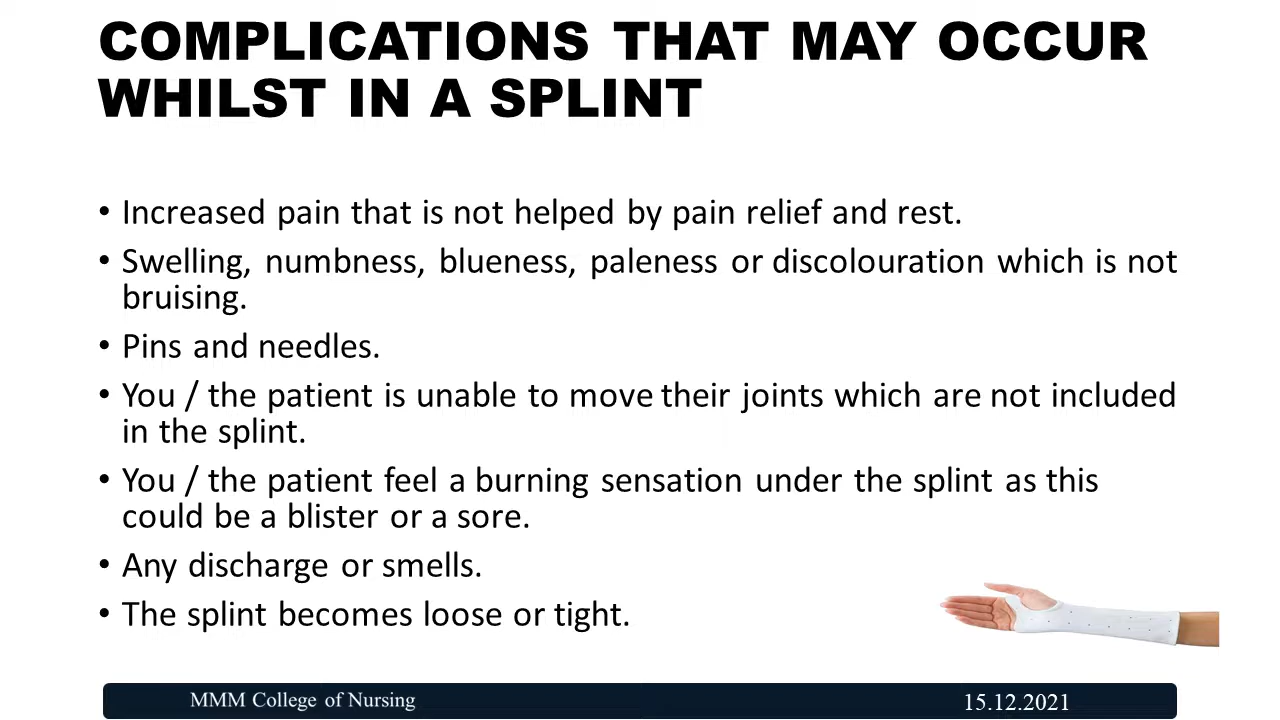 COMPLICATIONS THAT MAY OCCUR
WHILST IN A SPLINT
• Increased pain that is not helped by pain relief and rest.
• Swelling, numbness, blueness, paleness or discolouration which is not
bruising.
• Pins and needles.
• You / the patient is unable to move their joints which are not included
in the splint.
• You / the patient feel a burning sensation under the splint as this
could be a blister or a sore.
• Any discharge or smells.
• The splint becomes loose or tight.
MMM College of Nursing 15.12.2021